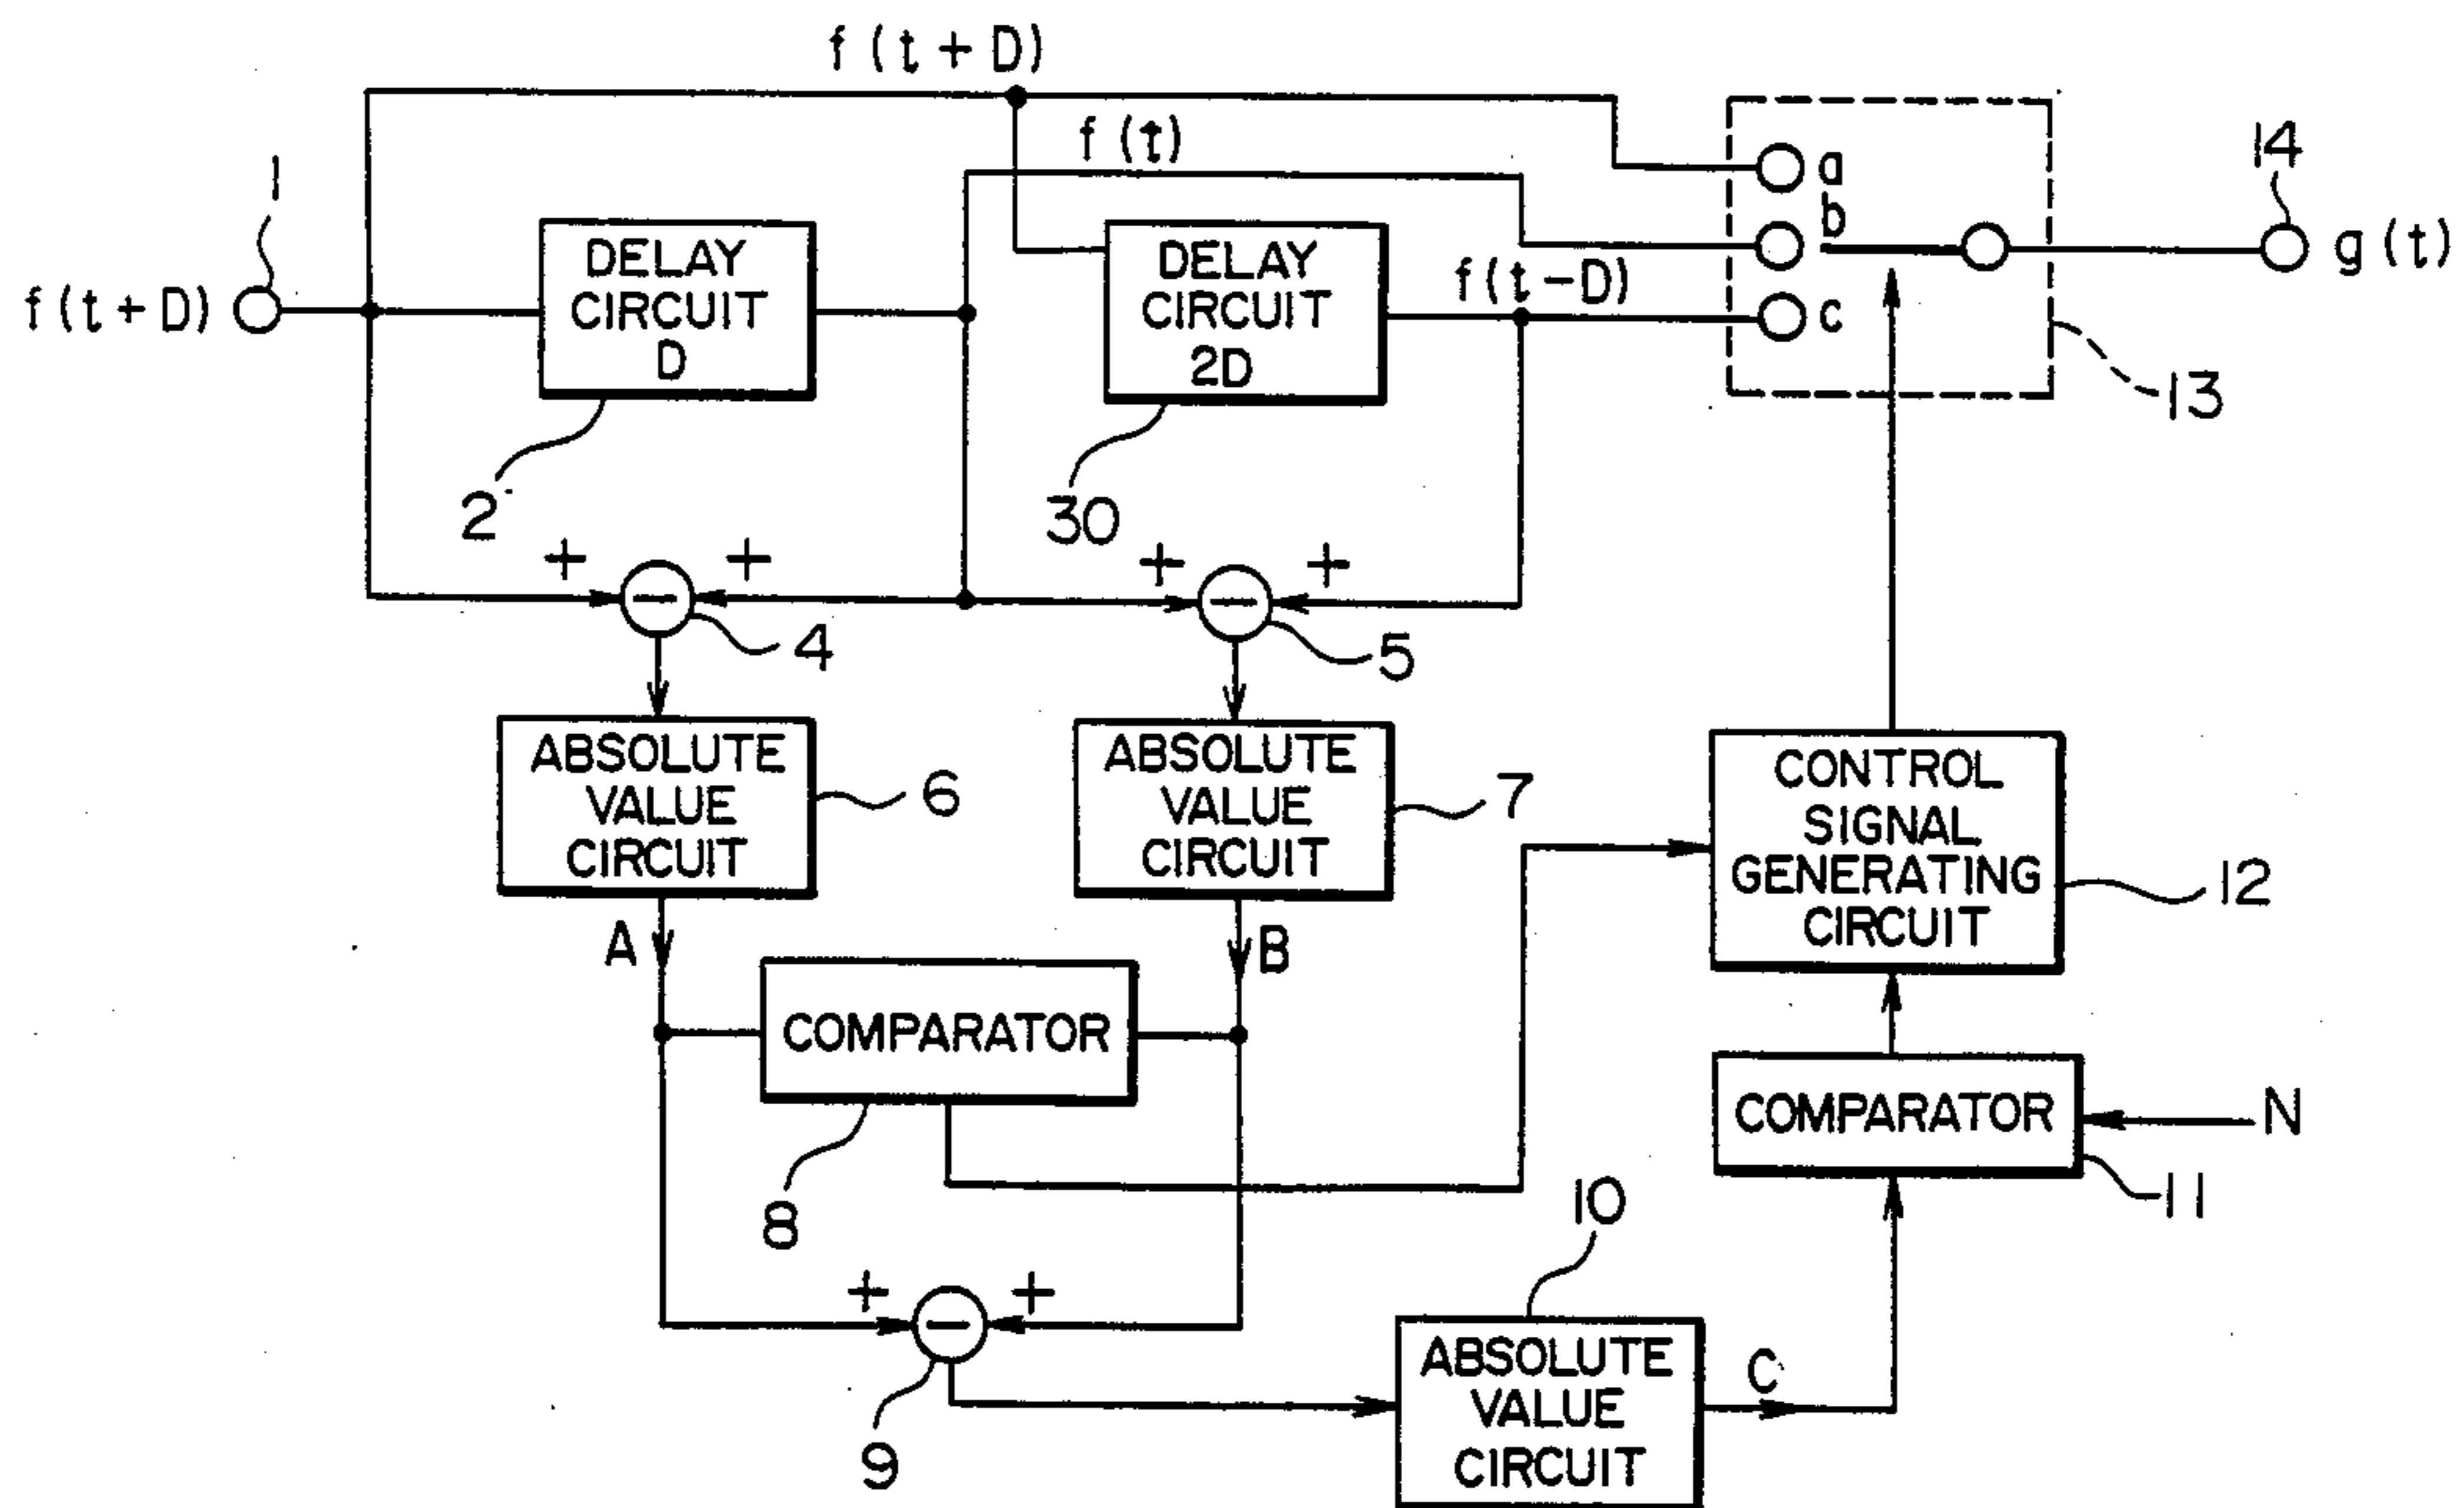 f(t+D)
f(t)
1
14
a
b
c
g(t)
f(t+D)
DELAY
CIRCUIT
D
DELAY
CIRCUIT
2D
f(t-D)
13
2
30
+
+
+
+
−
−
4
5
ABSOLUTE
VALUE
CIRCUIT
6
ABSOLUTE
VALUE
CIRCUIT
7
CONTROL
SIGNAL
GENERATING
CIRCUIT
12
A
B
COMPARATOR
8
COMPARATOR
N
11
10
+
+
−
9
ABSOLUTE
VALUE
CIRCUIT
C